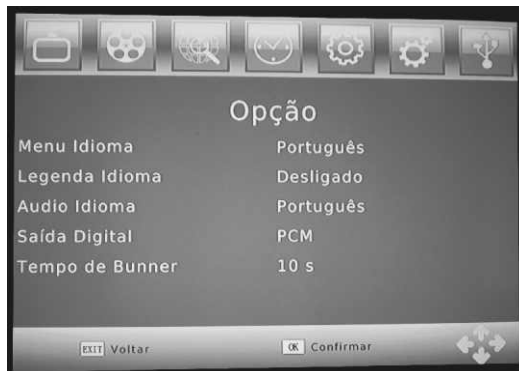 Opção
Menu Idioma Português
Legenda Idioma Desligado
Audio Idioma Português
Saída Digital PCM
Tempo de Bunner 10 s
EXIT Voltar OK Confirmar